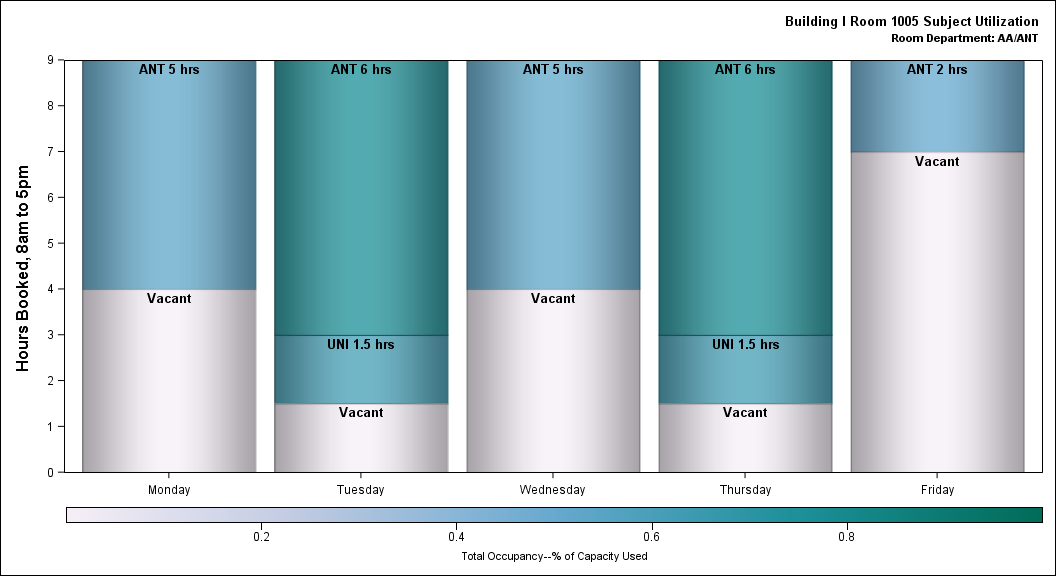 Building I Room 1005 Subject Utilization
Room Department: AA/ANT
Hours Booked, 8am to 5pm
9
8
7
6
5
4
3
2
1
0
ANT 5 hrs
Vacant
ANT 6 hrs
UNI 1.5 hrs
Vacant
ANT 5 hrs
Vacant
ANT 6 hrs
UNI 1.5 hrs
Vacant
ANT 2 hrs
Vacant
Monday
Tuesday
Wednesday
Thursday
Friday
0.2
0.4
0.6
0.8
Total Occupancy--% of Capacity Used